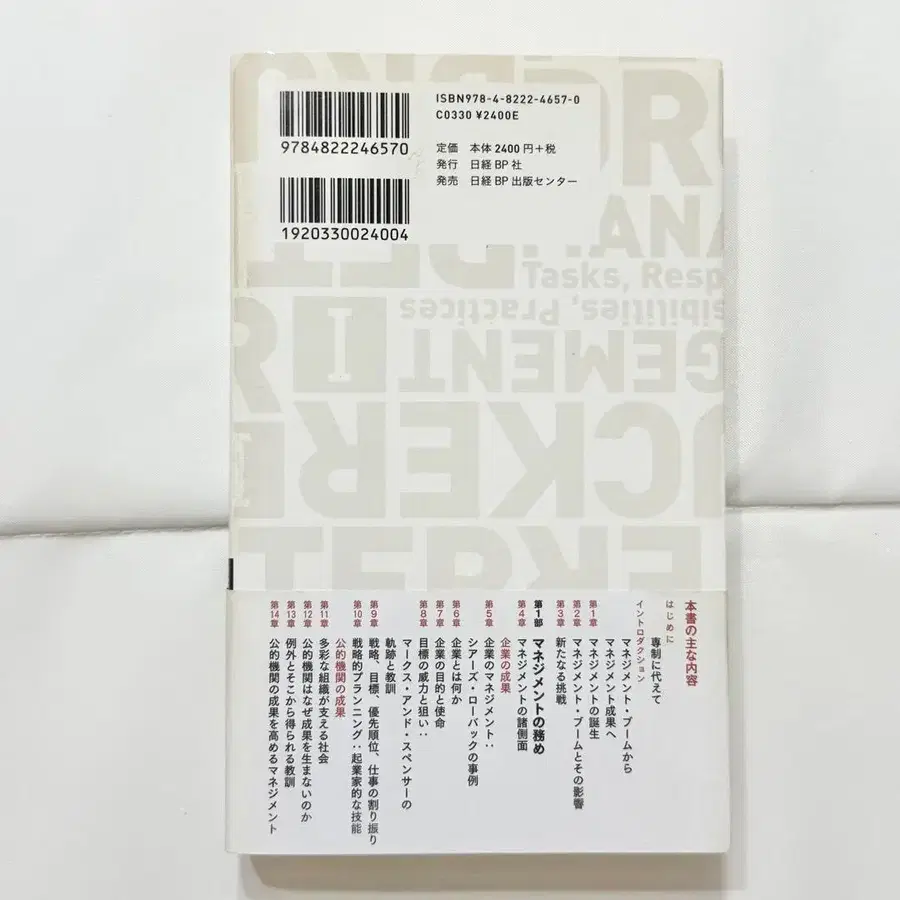 ISBN978-4-8222-4657-0
C0330 ¥2400E
定価 本体2400円+税
発行 日経BP社
発売 日経BP出版センター
9784822246570
1920330024004
ANA
Tasks, Resp
sibilities, Practices
GEMENT
I
UCKER
本書の主な内容
はじめに
専制に代えて
イントロダクション
マネジメント・ブームから
マネジメント成果へ
第1章 マネジメントの誕生
第2章 マネジメント・ブームとその影響
第3章 新たなる挑戦
第1部 マネジメントの務め
第4章 マネジメントの諸側面
企業の成果
第5章 企業のマネジメント:
シアーズ・ローバックの事例
第6章 企業とは何か
第7章 企業の目的と使命
第8章 目標の威力と狙い:
マークス・アンド・スペンサーの
軌跡と教訓
第9章 戦略、目標、優先順位、仕事の割り振り
第10章 戦略的プランニング:起業家的な技能
公的機関の成果
第11章 多彩な組織が支える社会
第12章 公的機関はなぜ成果を生まないのか
第13章 例外とそこから得られる教訓
第14章 公的機関の成果を高めるマネジメント